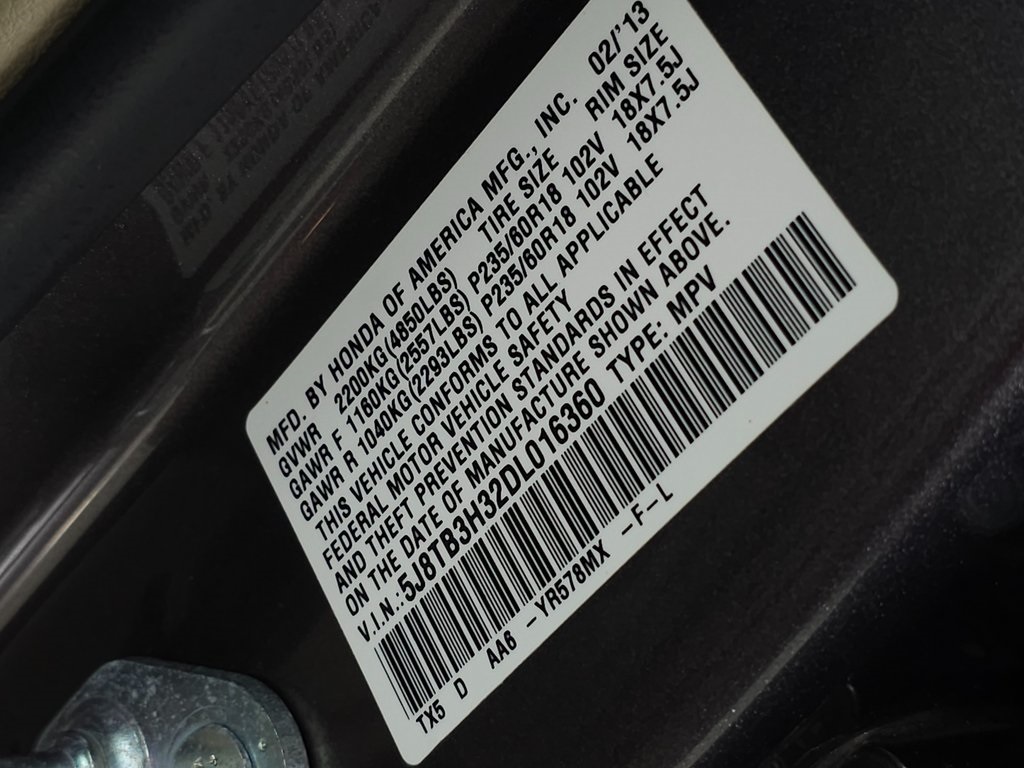 MFD. BY HONDA OF AMERICA MFG., INC. 02/'13
GVWR 2200KG(4850LBS) TIRE SIZE RIM SIZE
GAWR F 1160KG(2557LBS) P235/60R18 102V 18X7.5J
GAWR R 1040KG(2293LBS) P235/60R18 102V 18X7.5J
THIS VEHICLE CONFORMS TO ALL APPLICABLE
FEDERAL MOTOR VEHICLE SAFETY
AND THEFT PREVENTION STANDARDS IN EFFECT
ON THE DATE OF MANUFACTURE SHOWN ABOVE.
V.I.N.:5J8TB3H32DL016360 TYPE: MPV
TX5 D AA6 -YR578MX -F-L